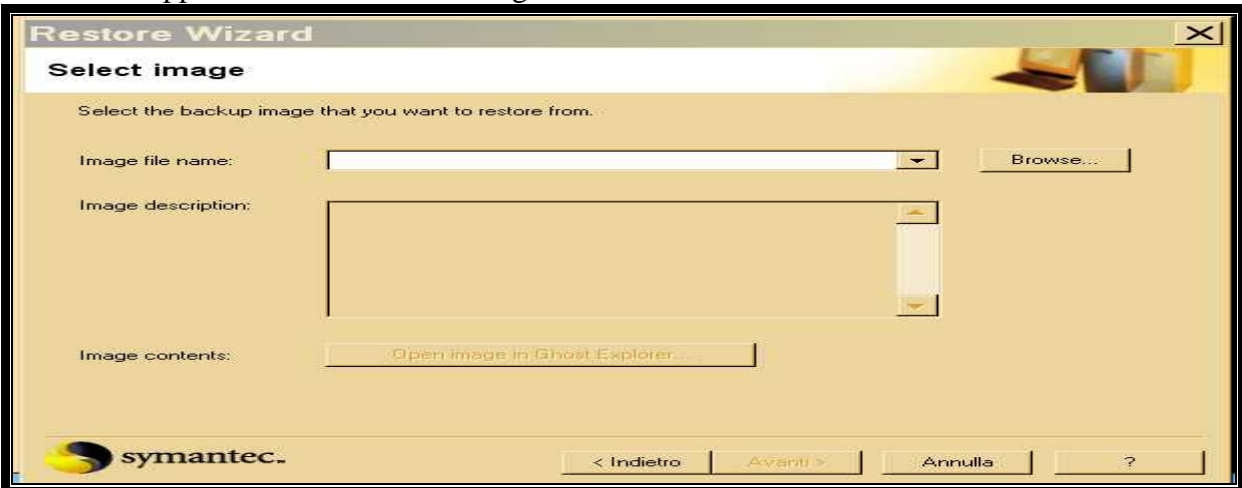 Restore Wizard
Select image
Select the backup image that you want to restore from.
Image file name:
Browse...
Image description:
Image contents:
Open image in Ghost Explorer...
symantec.
< Indietro
Avanti >
Annulla
?